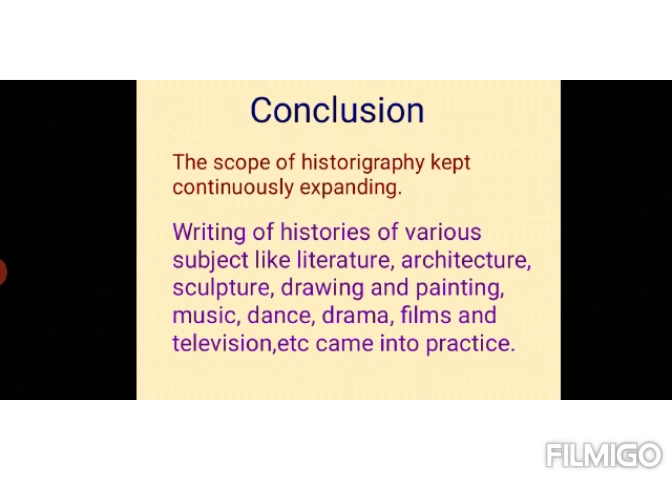 Conclusion
The scope of historigraphy kept
continuously expanding.
Writing of histories of various
subject like literature, architecture,
sculpture, drawing and painting,
music, dance, drama, films and
television,etc came into practice.
FILMIGO